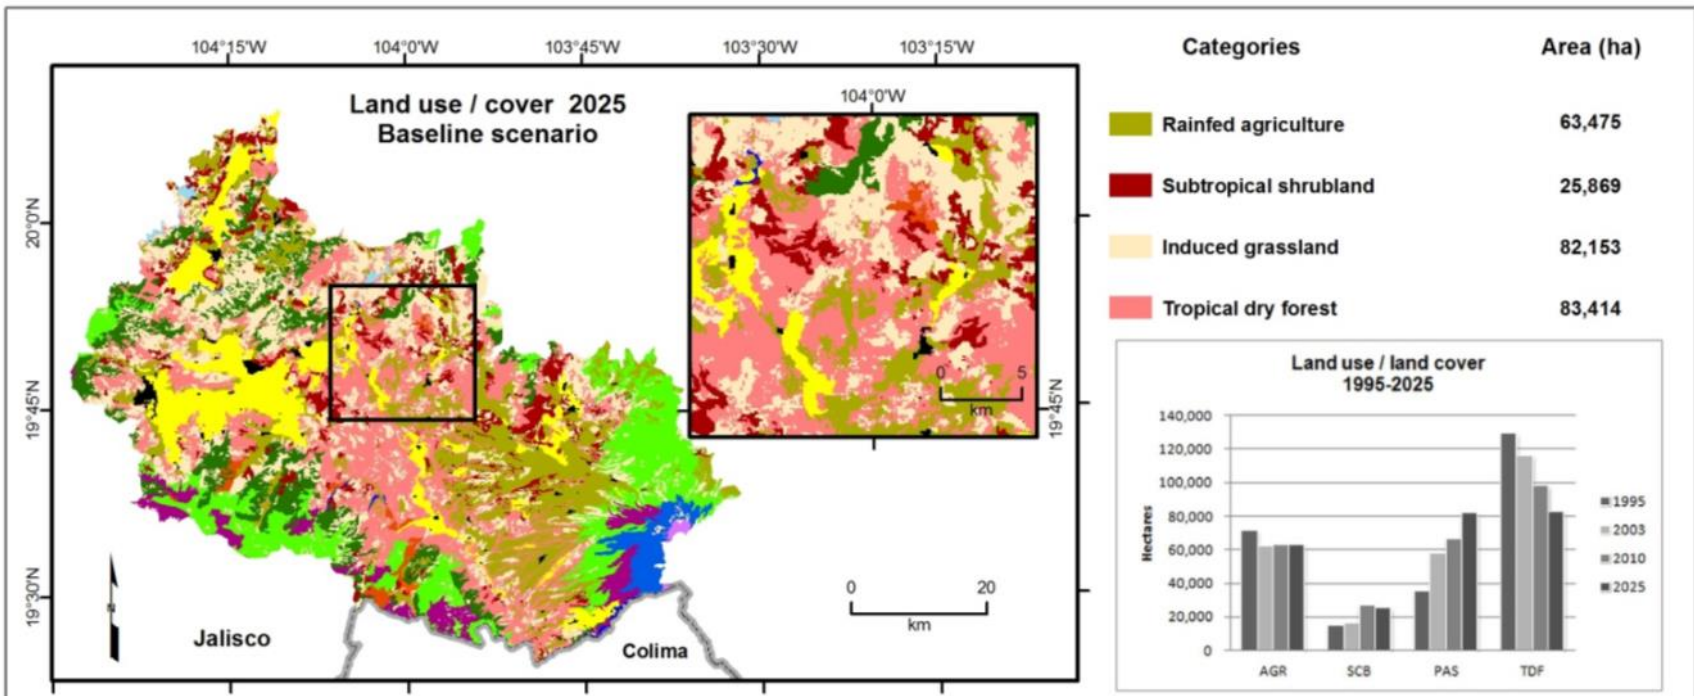 104°15'W 104°0'W 103°45'W 103°30'W 103°15'W
Land use / cover 2025
Baseline scenario
104°0'W
20°0'N
19°45'N
19°30'N
19°45'N
0 5
km
0 20
km
N
Jalisco
Colima
Categories Area (ha)
Rainfed agriculture 63,475
Subtropical shrubland 25,869
Induced grassland 82,153
Tropical dry forest 83,414
Land use / land cover
1995-2025
Hectares
140,000
120,000
100,000
80,000
60,000
40,000
20,000
0
AGR SCB PAS TDF
1995
2003
2010
2025